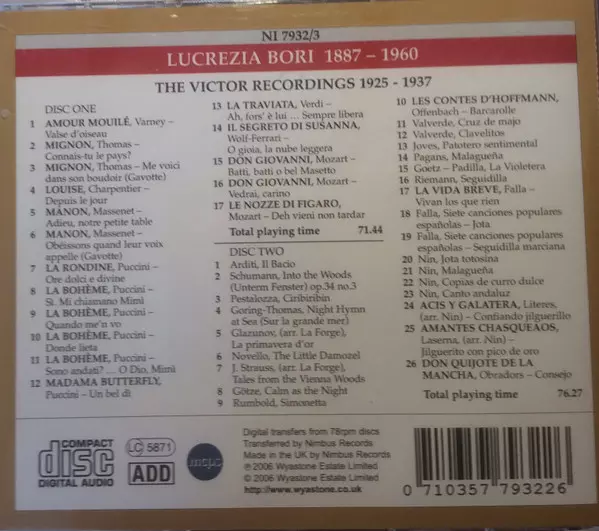 NI 7932/3
LUCREZIA BORI 1887 – 1960
THE VICTOR RECORDINGS 1925 - 1937
DISC ONE
1 AMOUR MOUILÉ, Varney –
Valse d'oiseau
2 MIGNON, Thomas –
Connais-tu le pays?
3 MIGNON, Thomas – Me voici
dans son boudoir (Gavotte)
4 LOUISE, Charpentier –
Depuis le jour
5 MANON, Massenet –
Adieu, notre petite table
6 MANON, Massenet –
Obéissons quand leur voix
appelle (Gavotte)
7 LA RONDINE, Puccini –
Ore dolci e divine
8 LA BOHÈME, Puccini –
Sì. Mi chiamano Mimì
9 LA BOHÈME, Puccini –
Quando me'n vo
10 LA BOHÈME, Puccini –
Donde lieta
11 LA BOHÈME, Puccini –
Sono andati? … O Dio, Mimì
12 MADAMA BUTTERFLY,
Puccini – Un bel dì
13 LA TRAVIATA, Verdi –
Ah, fors' è lui … Sempre libera
14 IL SEGRETO DI SUSANNA,
Wolf-Ferrari –
O gioia, la nube leggera
15 DON GIOVANNI, Mozart –
Batti, batti o bel Masetto
16 DON GIOVANNI, Mozart –
Vedrai, carino
17 LE NOZZE DI FIGARO,
Mozart – Deh vieni non tardar
Total playing time 71.44
DISC TWO
1 Arditi, Il Bacio
2 Schumann, Into the Woods
(Unterm Fenster) op.34 no.3
3 Pestalozza, Ciribiribin
4 Goring-Thomas, Night Hymn
at Sea (Sur la grande mer)
5 Glazunov, (arr. La Forge),
La primavera d'or
6 Novello, The Little Damozel
7 J. Strauss, (arr. La Forge),
Tales from the Vienna Woods
8 Götze, Calm as the Night
9 Rumbold, Simonetta
10 LES CONTES D'HOFFMANN,
Offenbach – Barcarolle
11 Valverde, Cruz de majo
12 Valverde, Clavelitos
13 Joves, Patotero sentimental
14 Pagans, Malagueña
15 Goetz – Padilla, La Violetera
16 Riemann, Seguidilla
17 LA VIDA BREVE, Falla –
Vivan los que rien
18 Falla, Siete canciones populares
españolas – Jota
19 Falla, Siete canciones populares
españolas – Seguidilla murciana
20 Nin, Jota totosina
21 Nin, Malagueña
22 Nin, Copias de curro dulce
23 Nin, Canto andaluz
24 ACIS Y GALATERA, Literes,
(arr. Nin) – Confiando jilguerillo
25 AMANTES CHASQUEAOS,
Laserna, (arr. Nin) –
Jilguerito con pico de oro
26 DON QUIJOTE DE LA
MANCHA, Obradors – Consejo
Total playing time 76.27
COMPACT
disc
DIGITAL AUDIO
LC 5871
ADD
mcps
Digital transfers from 78rpm discs
Transferred by Nimbus Records
Made in the UK by Nimbus Records
℗ 2006 Wyastone Estate Limited
© 2006 Wyastone Estate Limited
http://www.wyastone.co.uk
0 710357 793226